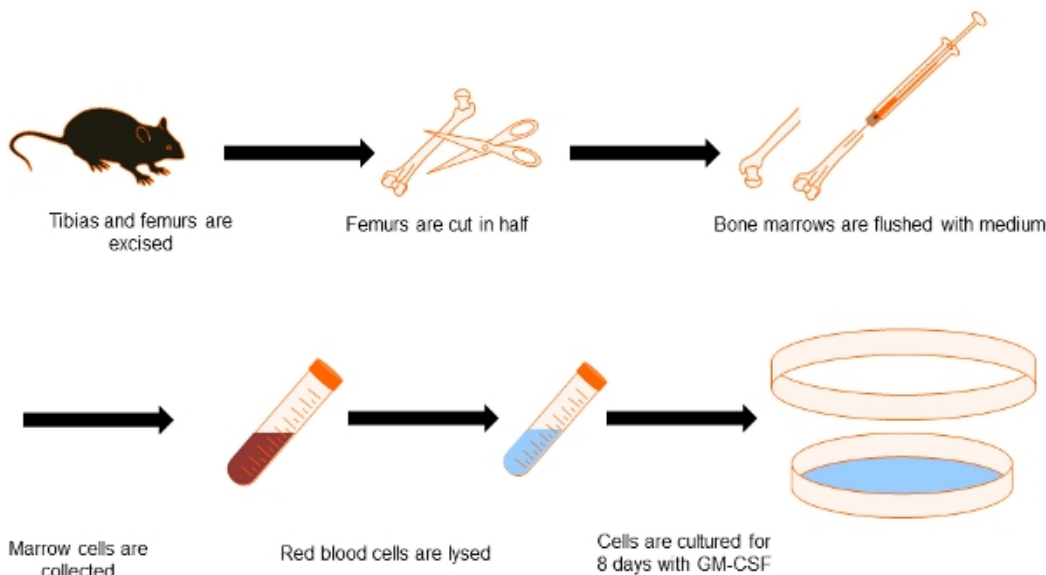 Tibias and femurs are
excised
Femurs are cut in half
Bone marrows are flushed with medium
Marrow cells are
collected
Red blood cells are lysed
Cells are cultured for
8 days with GM-CSF